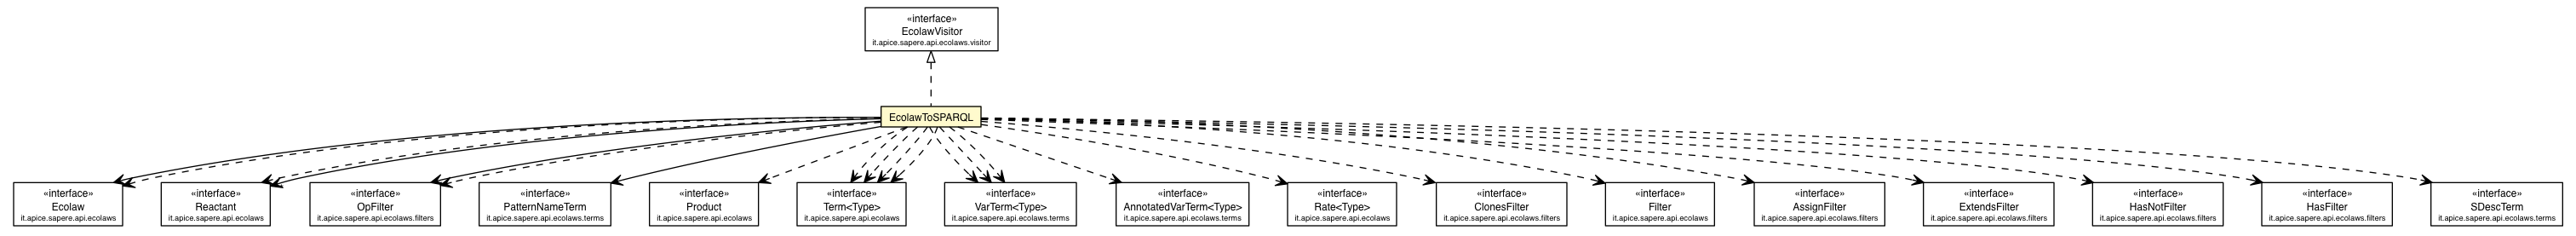 «interface»
EcolawVisitor
it.apice.sapere.api.ecolaws.visitor
EcolawToSPARQL
«interface»
Ecolaw
it.apice.sapere.api.ecolaws
«interface»
Reactant
it.apice.sapere.api.ecolaws
«interface»
OpFilter
it.apice.sapere.api.ecolaws.filters
«interface»
PatternNameTerm
it.apice.sapere.api.ecolaws.terms
«interface»
Product
it.apice.sapere.api.ecolaws
«interface»
Term<Type>
it.apice.sapere.api.ecolaws
«interface»
VarTerm<Type>
it.apice.sapere.api.ecolaws.terms
«interface»
AnnotatedVarTerm<Type>
it.apice.sapere.api.ecolaws.terms
«interface»
Rate<Type>
it.apice.sapere.api.ecolaws
«interface»
ClonesFilter
it.apice.sapere.api.ecolaws.filters
«interface»
Filter
it.apice.sapere.api.ecolaws
«interface»
AssignFilter
it.apice.sapere.api.ecolaws.filters
«interface»
ExtendsFilter
it.apice.sapere.api.ecolaws.filters
«interface»
HasNotFilter
it.apice.sapere.api.ecolaws.filters
«interface»
HasFilter
it.apice.sapere.api.ecolaws.filters
«interface»
SDescTerm
it.apice.sapere.api.ecolaws.terms